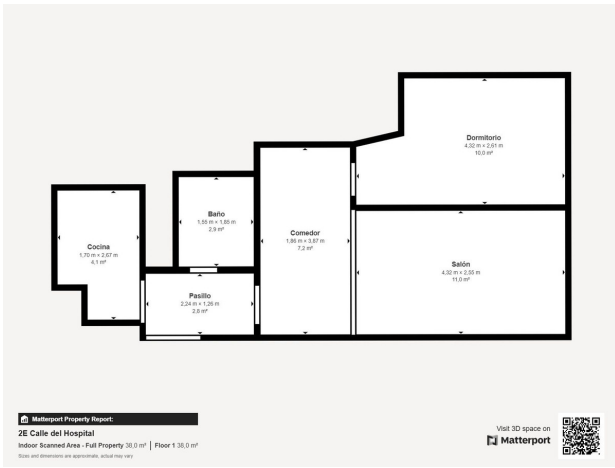 Dormitorio
4,32 m × 2,61 m
10,0 m²
Baño
1,55 m × 1,85 m
2,9 m²
Comedor
1,86 m × 3,87 m
7,2 m²
Cocina
1,70 m × 2,67 m
4,1 m²
Salón
4,32 m × 2,55 m
11,0 m²
Pasillo
2,24 m × 1,26 m
2,8 m²
Matterport Property Report:
2E Calle del Hospital
Indoor Scanned Area - Full Property 38,0 m² | Floor 1 38,0 m²
Sizes and dimensions are approximate, actual may vary.
Visit 3D space on
Matterport